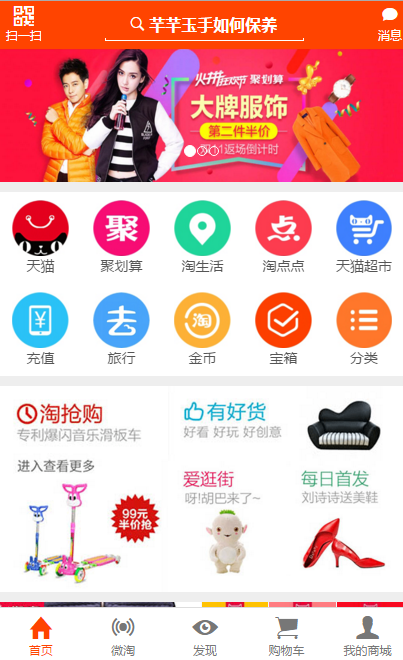 扫一扫
芊芊玉手如何保养
消息
火拼狂欢节 聚划算
大牌服饰
第二件半价
返场倒计时
天猫
聚划算
淘生活
淘点点
天猫超市
充值
旅行
金币
宝箱
分类
淘抢购
专利爆闪音乐滑板车
进入查看更多
99元
半价抢
有好货
好看 好玩 好创意
爱逛街
呀!胡巴来了~
每日首发
刘诗诗送美鞋
首页
微淘
发现
购物车
我的商城